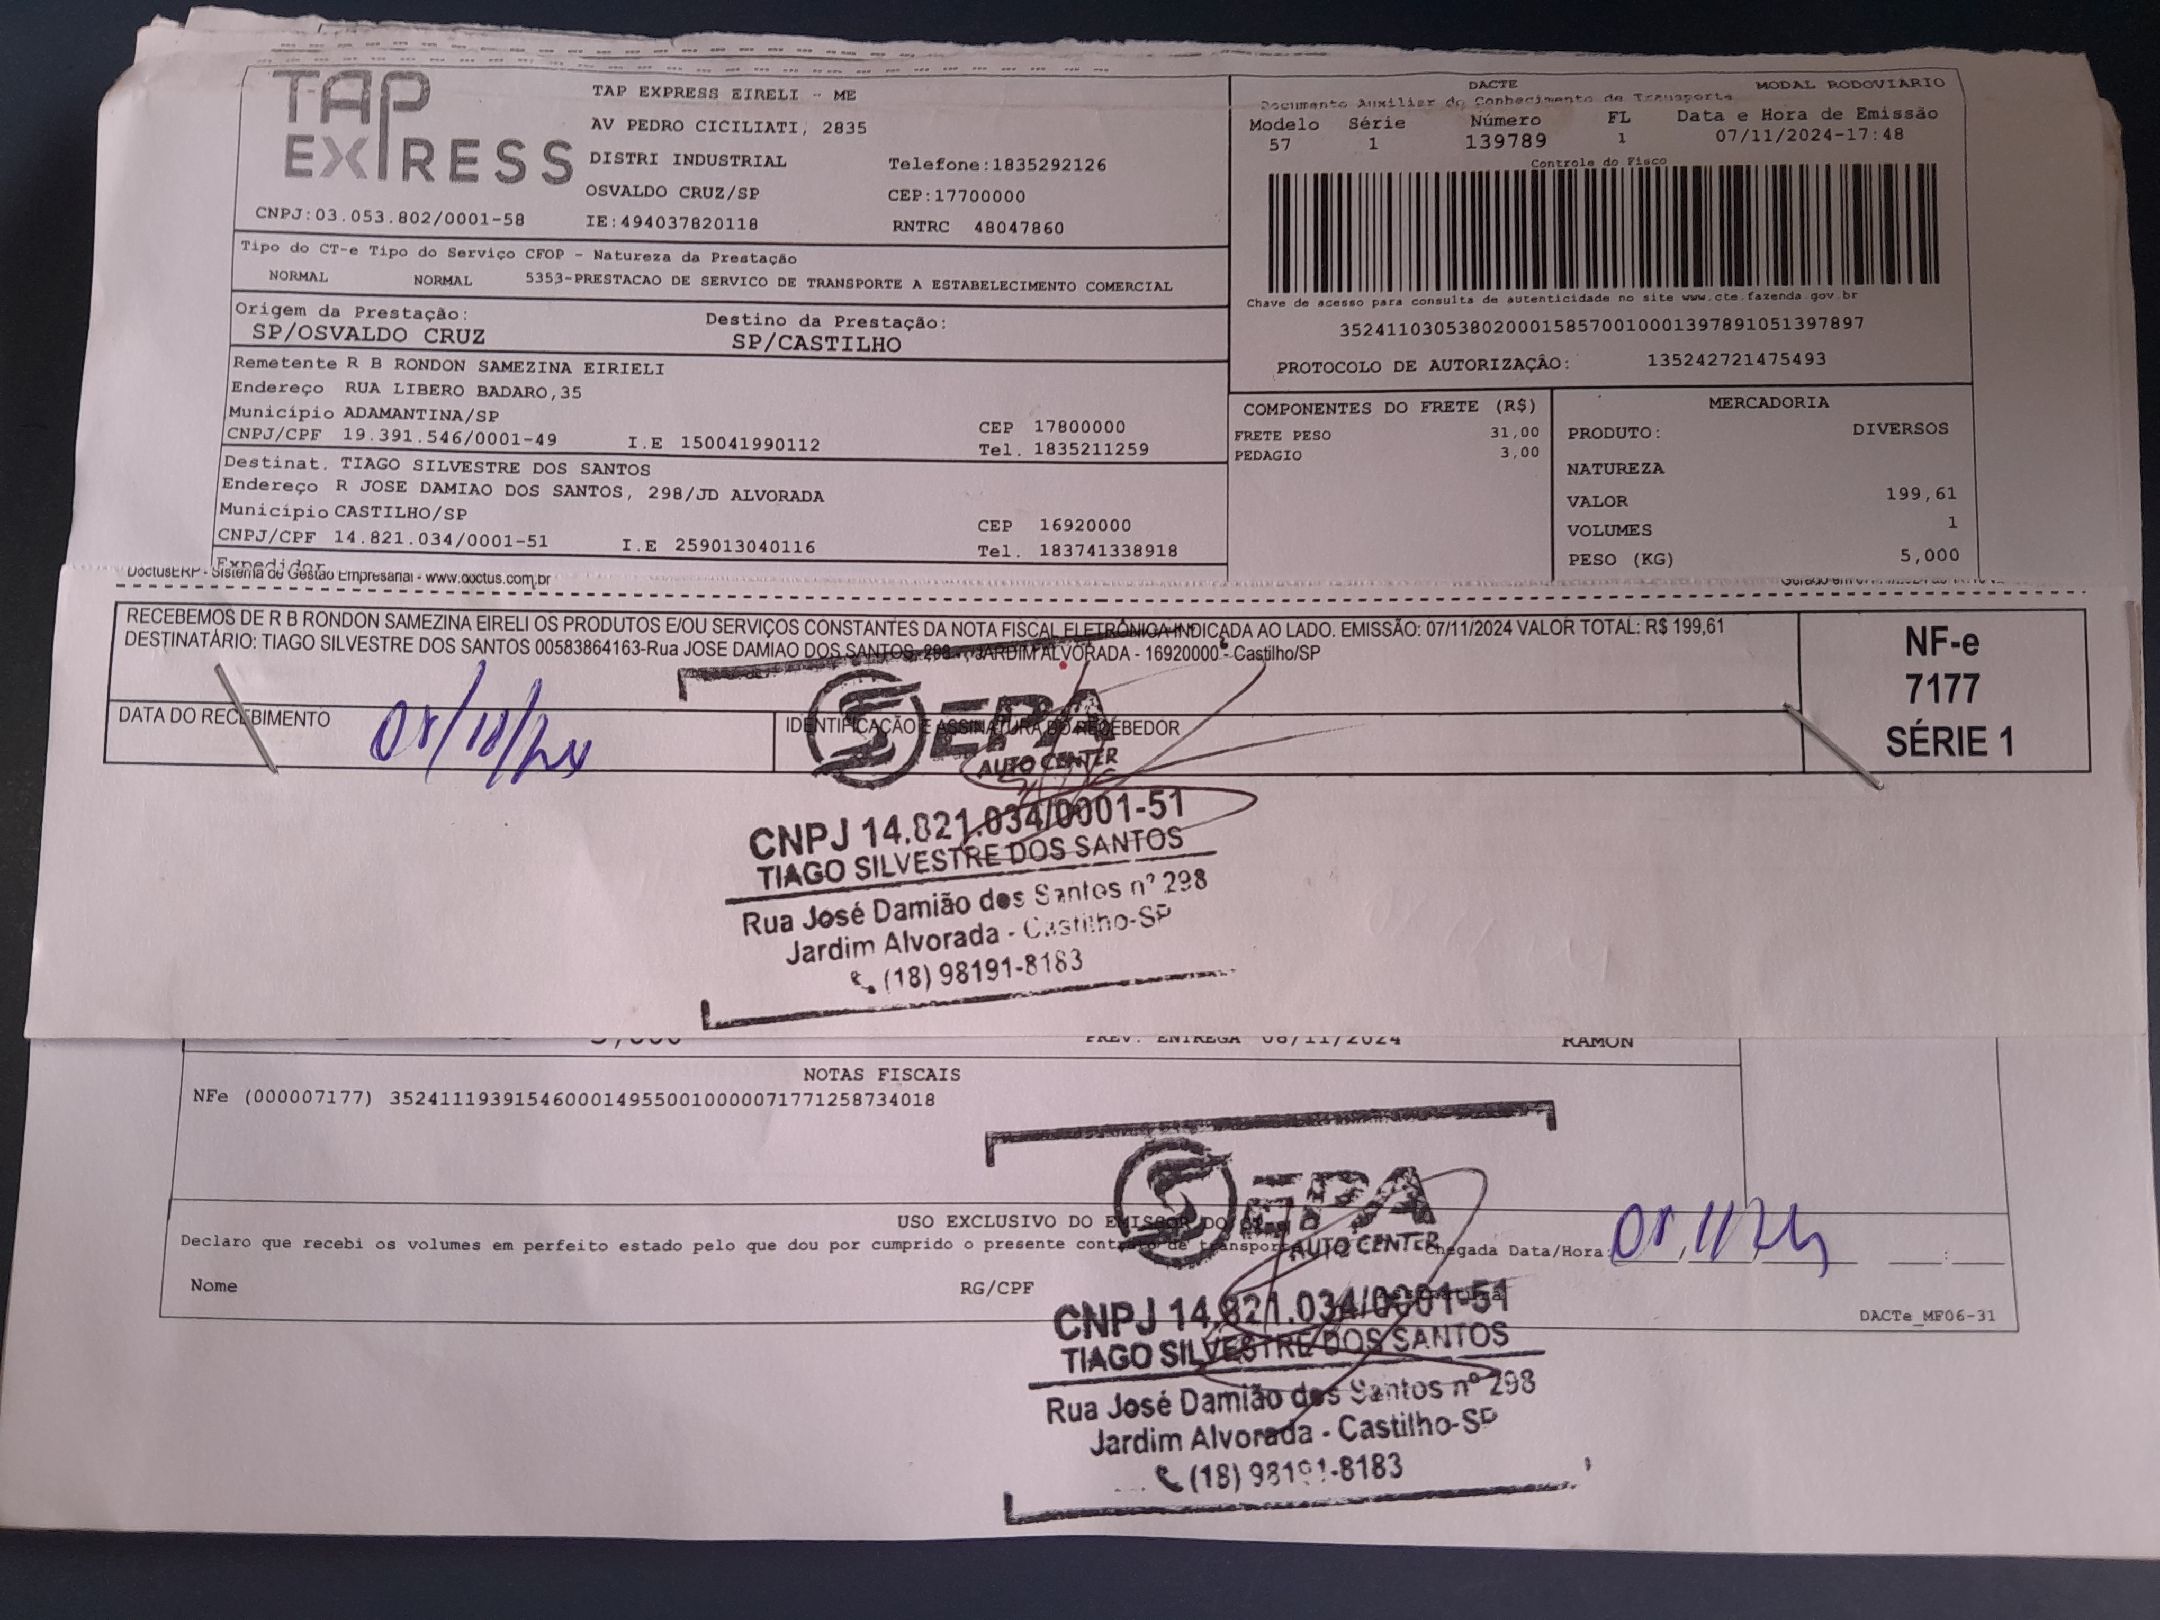 TAP EXPRESS
TAP EXPRESS EIRELI - ME
AV PEDRO CICILIATI, 2835
DISTRI INDUSTRIAL Telefone:1835292126
OSVALDO CRUZ/SP CEP:17700000
CNPJ:03.053.802/0001-58 IE:494037820118 RNTRC 48047860
DACTE MODAL RODOVIARIO
Documento Auxiliar do Conhecimento de Transporte
Modelo Série Número FL Data e Hora de Emissão
57 1 139789 1 07/11/2024-17:48
Controle do Fisco
Chave de acesso para consulta de autenticidade no site www.cte.fazenda.gov.br
35241103053802000158570010001397891051397897
PROTOCOLO DE AUTORIZAÇÃO: 135242721475493
Tipo do CT-e Tipo do Serviço CFOP - Natureza da Prestação
NORMAL NORMAL 5353-PRESTACAO DE SERVICO DE TRANSPORTE A ESTABELECIMENTO COMERCIAL
Origem da Prestação: Destino da Prestação:
SP/OSVALDO CRUZ SP/CASTILHO
Remetente R B RONDON SAMEZINA EIRIELI
Endereço RUA LIBERO BADARO,35
Município ADAMANTINA/SP CEP 17800000
CNPJ/CPF 19.391.546/0001-49 I.E 150041990112 Tel. 1835211259
Destinat. TIAGO SILVESTRE DOS SANTOS
Endereço R JOSE DAMIAO DOS SANTOS, 298/JD ALVORADA
Município CASTILHO/SP CEP 16920000
CNPJ/CPF 14.821.034/0001-51 I.E 259013040116 Tel. 183741338918
Expedidor
COMPONENTES DO FRETE (R$)
FRETE PESO 31,00
PEDAGIO 3,00
MERCADORIA
PRODUTO: DIVERSOS
NATUREZA
VALOR 199,61
VOLUMES 1
PESO (KG) 5,000
DoctusERP - Sistema de Gestão Empresarial - www.doctus.com.br
RECEBEMOS DE R B RONDON SAMEZINA EIRELI OS PRODUTOS E/OU SERVIÇOS CONSTANTES DA NOTA FISCAL ELETRÔNICA INDICADA AO LADO. EMISSÃO: 07/11/2024 VALOR TOTAL: R$ 199,61
DESTINATÁRIO: TIAGO SILVESTRE DOS SANTOS 00583864163-Rua JOSE DAMIAO DOS SANTOS, 298 JARDIM ALVORADA - 16920000 - Castilho/SP
NF-e
7177
SÉRIE 1
DATA DO RECEBIMENTO
IDENTIFICAÇÃO E ASSINATURA DO RECEBEDOR
SEPA
AUTO CENTER
CNPJ 14.821.034/0001-51
TIAGO SILVESTRE DOS SANTOS
Rua José Damião dos Santos nº 298
Jardim Alvorada - Castilho-SP
(18) 98191-8183
5,000 PREV. ENTREGA 08/11/2024 RAMON
NOTAS FISCAIS
NFe (000007177) 35241119391546000149550010000071771258734018
USO EXCLUSIVO DO EMISSOR DO
Declaro que recebi os volumes em perfeito estado pelo que dou por cumprido o presente contrato de transporte Chegada Data/Hora: 08/11/24
Nome RG/CPF
DACTe_MF06-31
SEPA
AUTO CENTER
CNPJ 14.821.034/0001-51
TIAGO SILVESTRE DOS SANTOS
Rua José Damião dos Santos nº 298
Jardim Alvorada - Castilho-SP
(18) 98191-8183